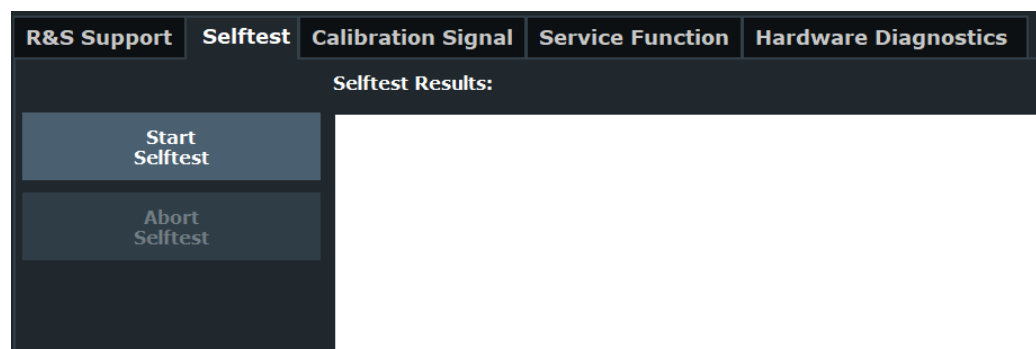 R&S Support Selftest Calibration Signal Service Function Hardware Diagnostics
Selftest Results:
Start
Selftest
Abort
Selftest